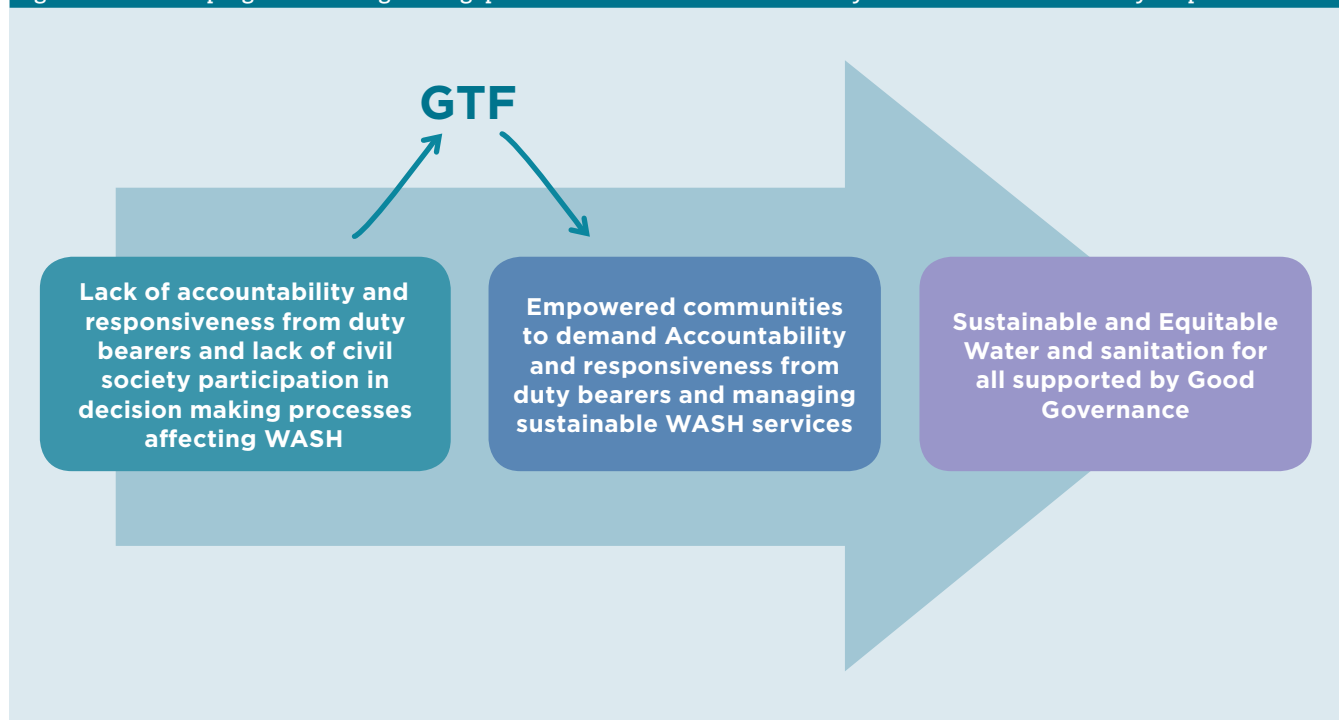 GTF
Lack of accountability and
responsiveness from duty
bearers and lack of civil
society participation in
decision making processes
affecting WASH
Empowered communities
to demand Accountability
and responsiveness from
duty bearers and managing
sustainable WASH services
Sustainable and Equitable
Water and sanitation for
all supported by Good
Governance